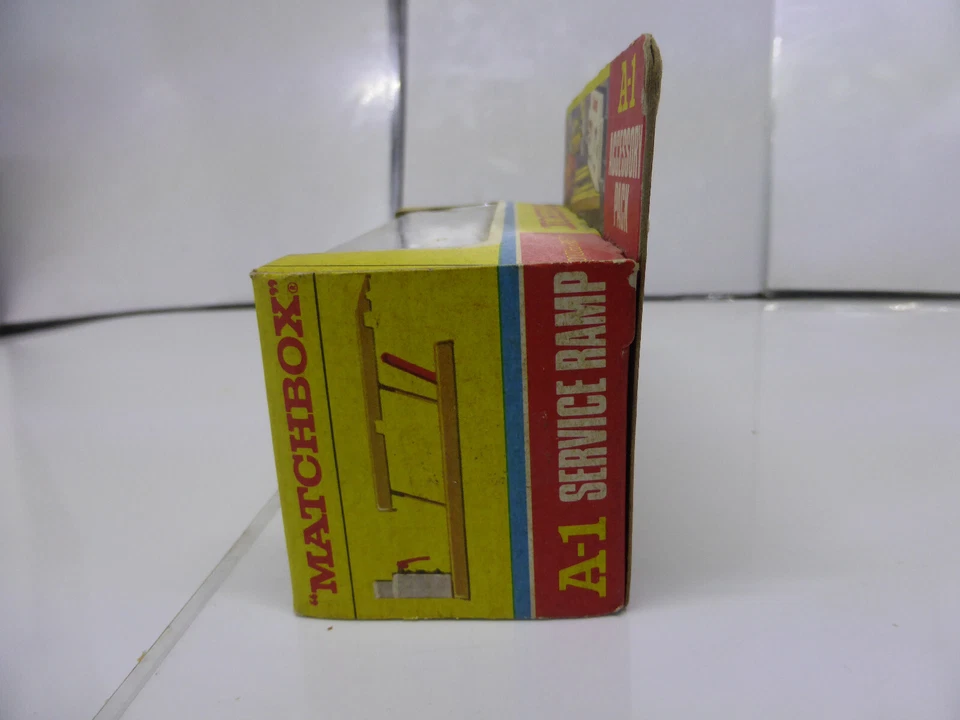 "MATCHBOX"©
A-1 SERVICE RAMP
A-1
ACCESSORY
PACK